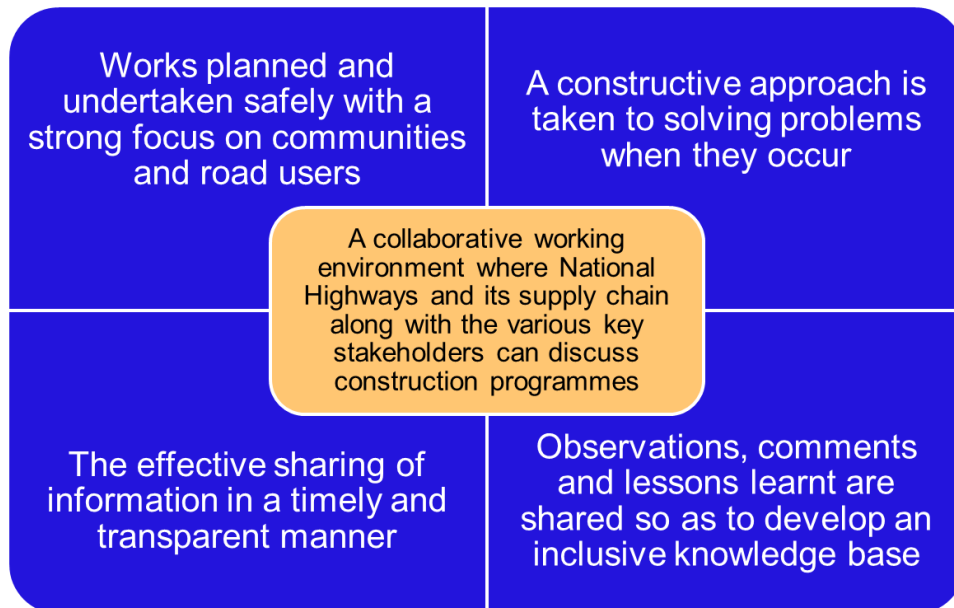 Works planned and
undertaken safely with a
strong focus on communities
and road users
A constructive approach is
taken to solving problems
when they occur
A collaborative working
environment where National
Highways and its supply chain
along with the various key
stakeholders can discuss
construction programmes
The effective sharing of
information in a timely and
transparent manner
Observations, comments
and lessons learnt are
shared so as to develop an
inclusive knowledge base